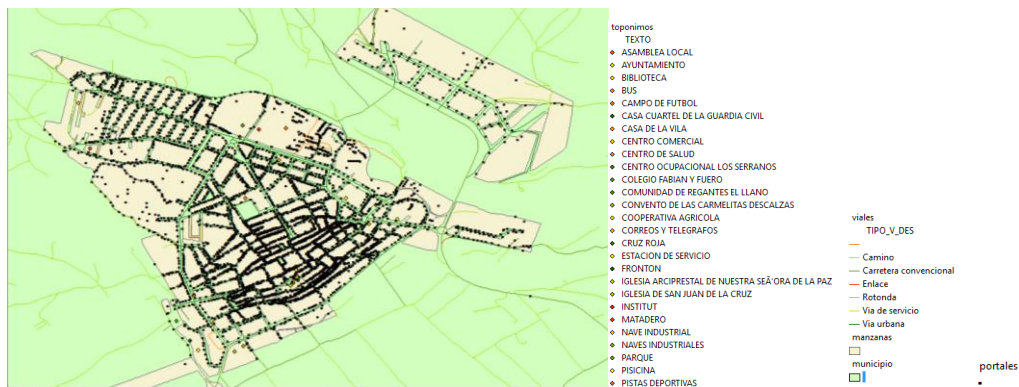 toponimos
TEXTO
ASAMBLEA LOCAL
AYUNTAMIENTO
BIBLIOTECA
BUS
CAMPO DE FUTBOL
CASA CUARTEL DE LA GUARDIA CIVIL
CASA DE LA VILA
CENTRO COMERCIAL
CENTRO DE SALUD
CENTRO OCUPACIONAL LOS SERRANOS
COLEGIO FABIAN Y FUERO
COMUNIDAD DE REGANTES EL LLANO
CONVENTO DE LAS CARMELITAS DESCALZAS
COOPERATIVA AGRICOLA
CORREOS Y TELEGRAFOS
CRUZ ROJA
ESTACION DE SERVICIO
FRONTON
IGLESIA ARCIPRESTAL DE NUESTRA SEÃ'ORA DE LA PAZ
IGLESIA DE SAN JUAN DE LA CRUZ
INSTITUT
MATADERO
NAVE INDUSTRIAL
NAVES INDUSTRIALES
PARQUE
PISICINA
PISTAS DEPORTIVAS
viales
TIPO_V_DES
Camino
Carretera convencional
Enlace
Rotonda
Via de servicio
Via urbana
manzanas
municipio
portales